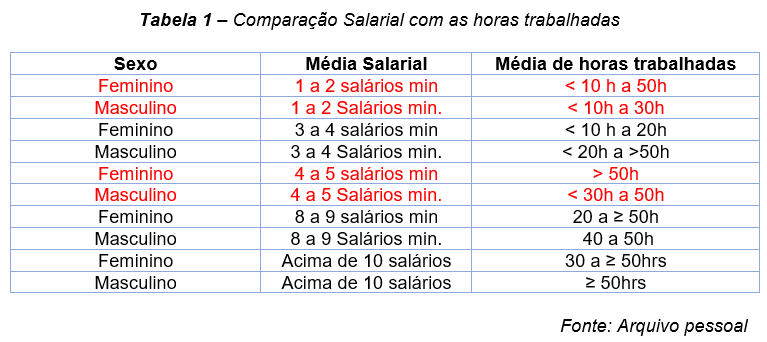 Tabela 1 – Comparação Salarial com as horas trabalhadas
Sexo Média Salarial Média de horas trabalhadas
Feminino 1 a 2 salários min < 10 h a 50h
Masculino 1 a 2 Salários min. < 10h a 30h
Feminino 3 a 4 salários min < 10 h a 20h
Masculino 3 a 4 Salários min. < 20h a >50h
Feminino 4 a 5 salários min > 50h
Masculino 4 a 5 Salários min. < 30h a 50h
Feminino 8 a 9 salários min 20 a ≥ 50h
Masculino 8 a 9 Salários min. 40 a 50h
Feminino Acima de 10 salários 30 a ≥ 50hrs
Masculino Acima de 10 salários ≥ 50hrs
Fonte: Arquivo pessoal